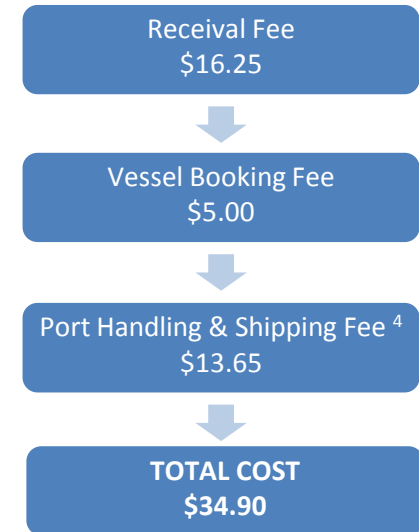 Receival Fee
$16.25
Vessel Booking Fee
$5.00
Port Handling & Shipping Fee 4
$13.65
TOTAL COST
$34.90